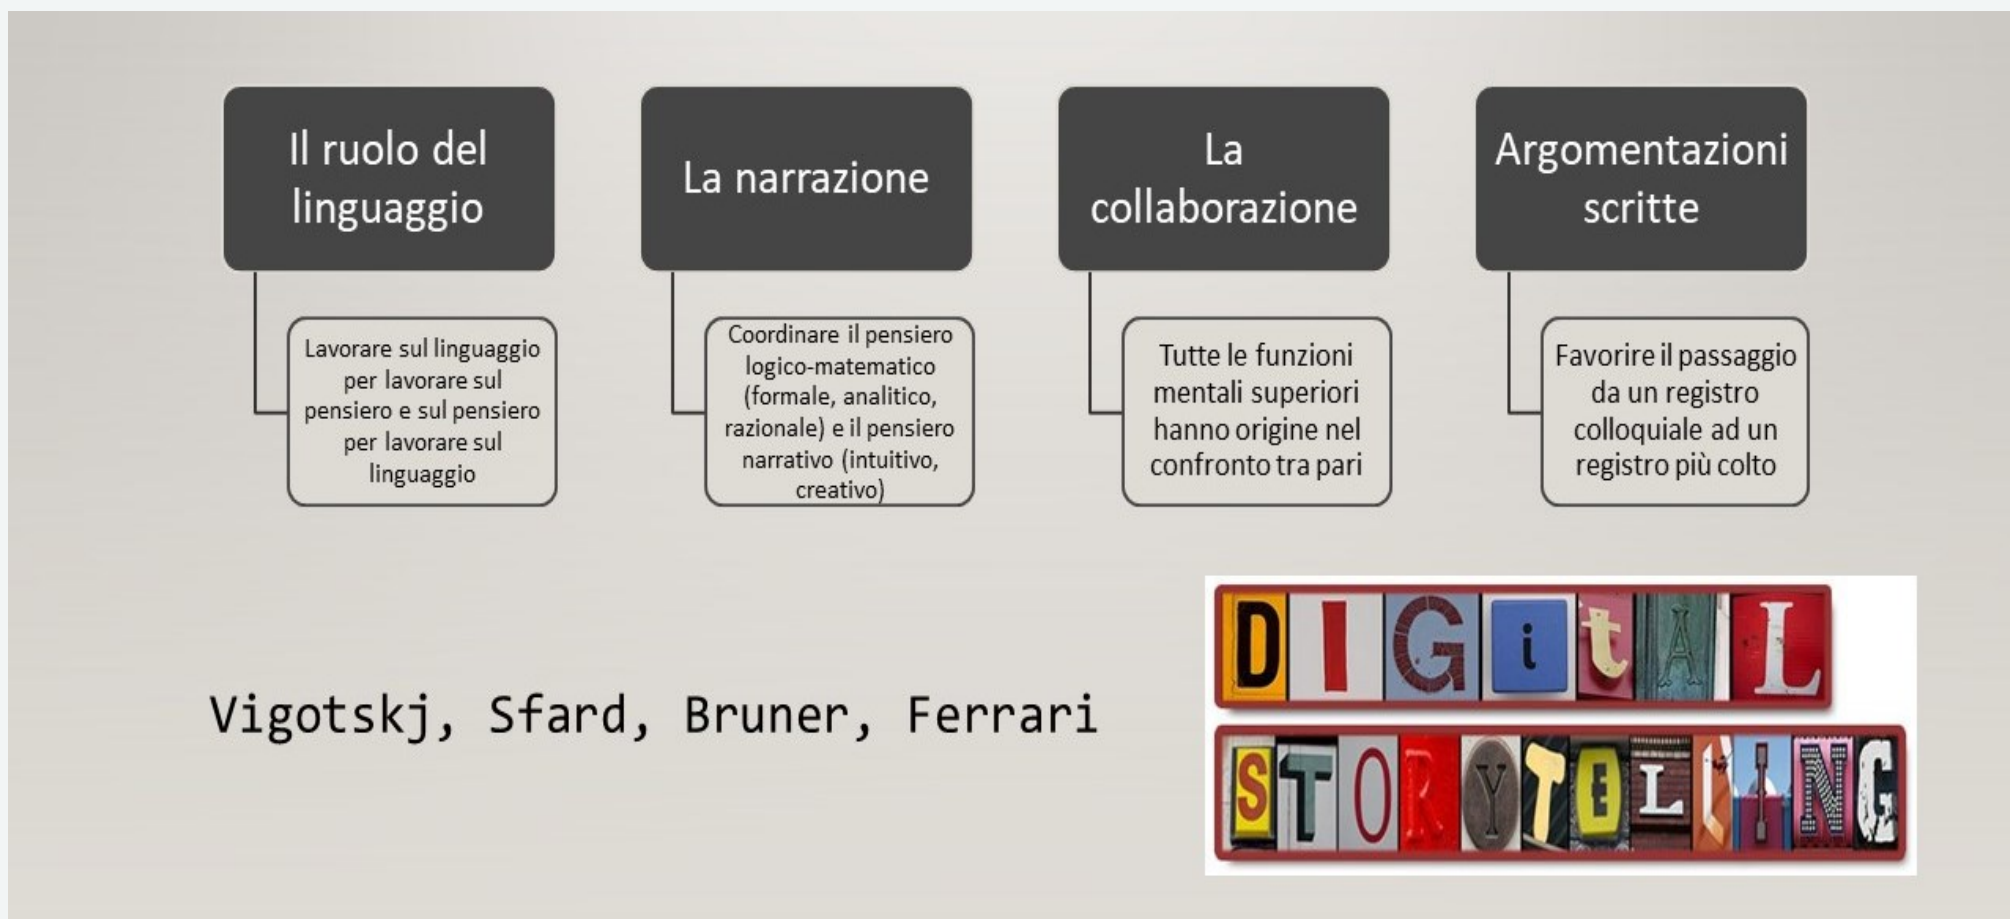 Il ruolo del
linguaggio
Lavorare sul linguaggio
per lavorare sul
pensiero e sul pensiero
per lavorare sul
linguaggio
La narrazione
Coordinare il pensiero
logico-matematico
(formale, analitico,
razionale) e il pensiero
narrativo (intuitivo,
creativo)
La
collaborazione
Tutte le funzioni
mentali superiori
hanno origine nel
confronto tra pari
Argomentazioni
scritte
Favorire il passaggio
da un registro
colloquiale ad un
registro più colto
Vigotskj, Sfard, Bruner, Ferrari
DIGitAL
STORYTELLING